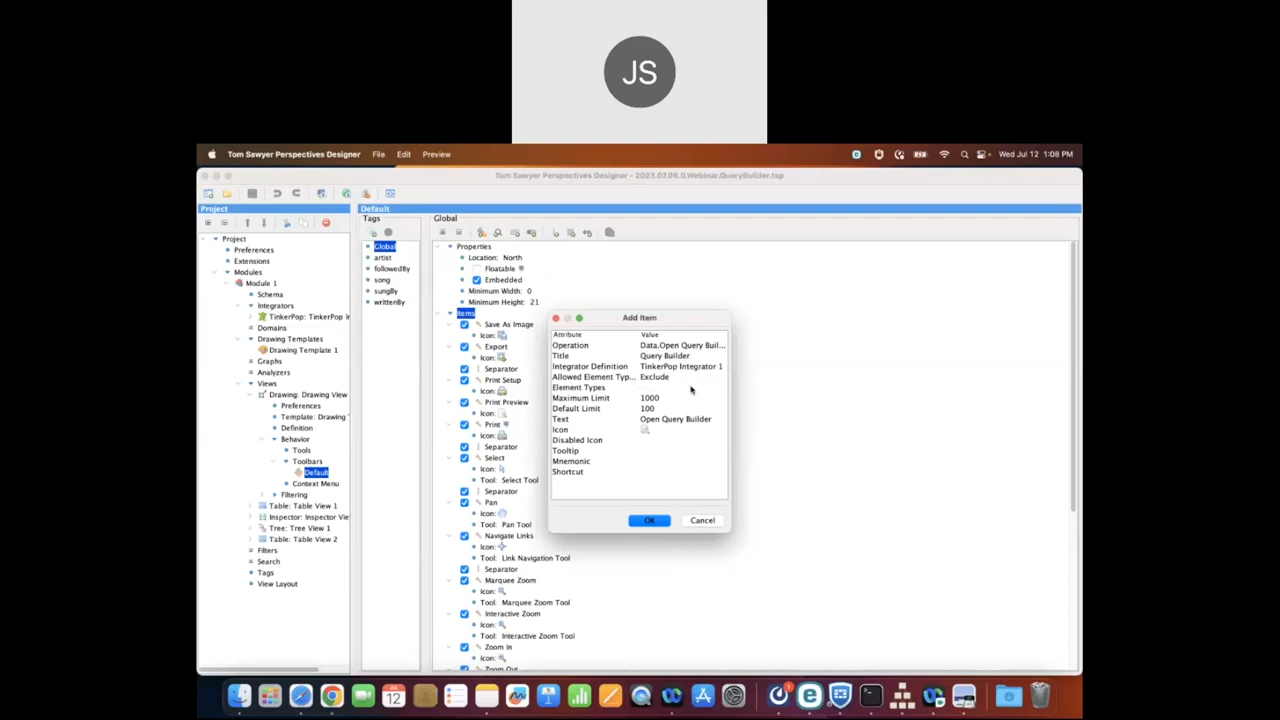 JS
Tom Sawyer Perspectives Designer File Edit Preview Wed Jul 12 1:08 PM
Tom Sawyer Perspectives Designer - 2023.07.06.0.Webinar.QueryBuilder.tsp
Project
Default
Tags
Global
Project
Preferences
Extensions
Modules
Module 1
Schema
Integrators
TinkerPop: TinkerPop I
Domains
Drawing Templates
Drawing Template 1
Graphs
Analyzers
Views
Drawing: Drawing View
Preferences
Template: Drawing
Definition
Behavior
Tools
Toolbars
Default
Context Menu
Filtering
Table: Table View 1
Inspector: Inspector Vie
Tree: Tree View 1
Table: Table View 2
Filters
Search
Tags
View Layout
Global
artist
followedBy
song
sungBy
writtenBy
Properties
Location: North
Floatable
Embedded
Minimum Width: 0
Minimum Height: 21
Items
Save As Image
Icon:
Export
Icon:
Separator
Print Setup
Icon:
Print Preview
Icon:
Print
Icon:
Separator
Select
Icon:
Tool: Select Tool
Separator
Pan
Icon:
Tool: Pan Tool
Navigate Links
Icon:
Tool: Link Navigation Tool
Separator
Marquee Zoom
Icon:
Tool: Marquee Zoom Tool
Interactive Zoom
Icon:
Tool: Interactive Zoom Tool
Zoom In
Icon:
Zoom Out
Add Item
Attribute Value
Operation Data.Open Query Buil...
Title Query Builder
Integrator Definition TinkerPop Integrator 1
Allowed Element Typ... Exclude
Element Types
Maximum Limit 1000
Default Limit 100
Text Open Query Builder
Icon
Disabled Icon
Tooltip
Mnemonic
Shortcut
OK Cancel